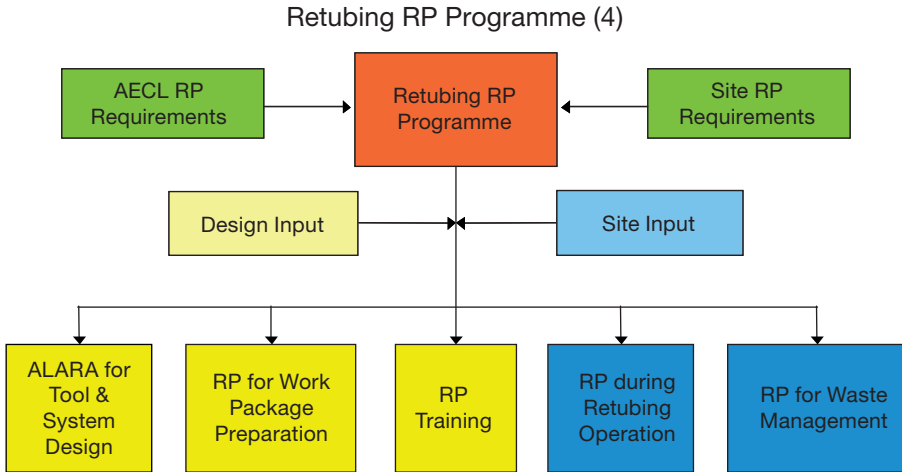 Retubing RP Programme (4)
AECL RP
Requirements
Retubing RP
Programme
Site RP
Requirements
Design Input
Site Input
ALARA for
Tool &
System
Design
RP for Work
Package
Preparation
RP
Training
RP during
Retubing
Operation
RP for Waste
Management